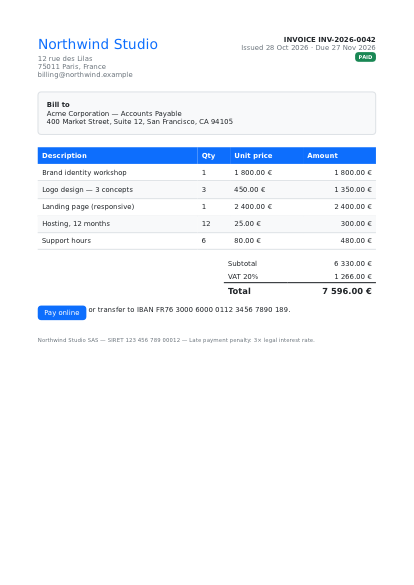 Northwind Studio
12 rue des Lilas
75011 Paris, France
billing@northwind.example
INVOICE INV-2026-0042
Issued 28 Oct 2026 · Due 27 Nov 2026
PAID
Bill to
Acme Corporation — Accounts Payable
400 Market Street, Suite 12, San Francisco, CA 94105
Description Qty Unit price Amount
Brand identity workshop 1 1 800.00 € 1 800.00 €
Logo design — 3 concepts 3 450.00 € 1 350.00 €
Landing page (responsive) 1 2 400.00 € 2 400.00 €
Hosting, 12 months 12 25.00 € 300.00 €
Support hours 6 80.00 € 480.00 €
Subtotal 6 330.00 €
VAT 20% 1 266.00 €
Total 7 596.00 €
Pay online or transfer to IBAN FR76 3000 6000 0112 3456 7890 189.
Northwind Studio SAS — SIRET 123 456 789 00012 — Late payment penalty: 3× legal interest rate.